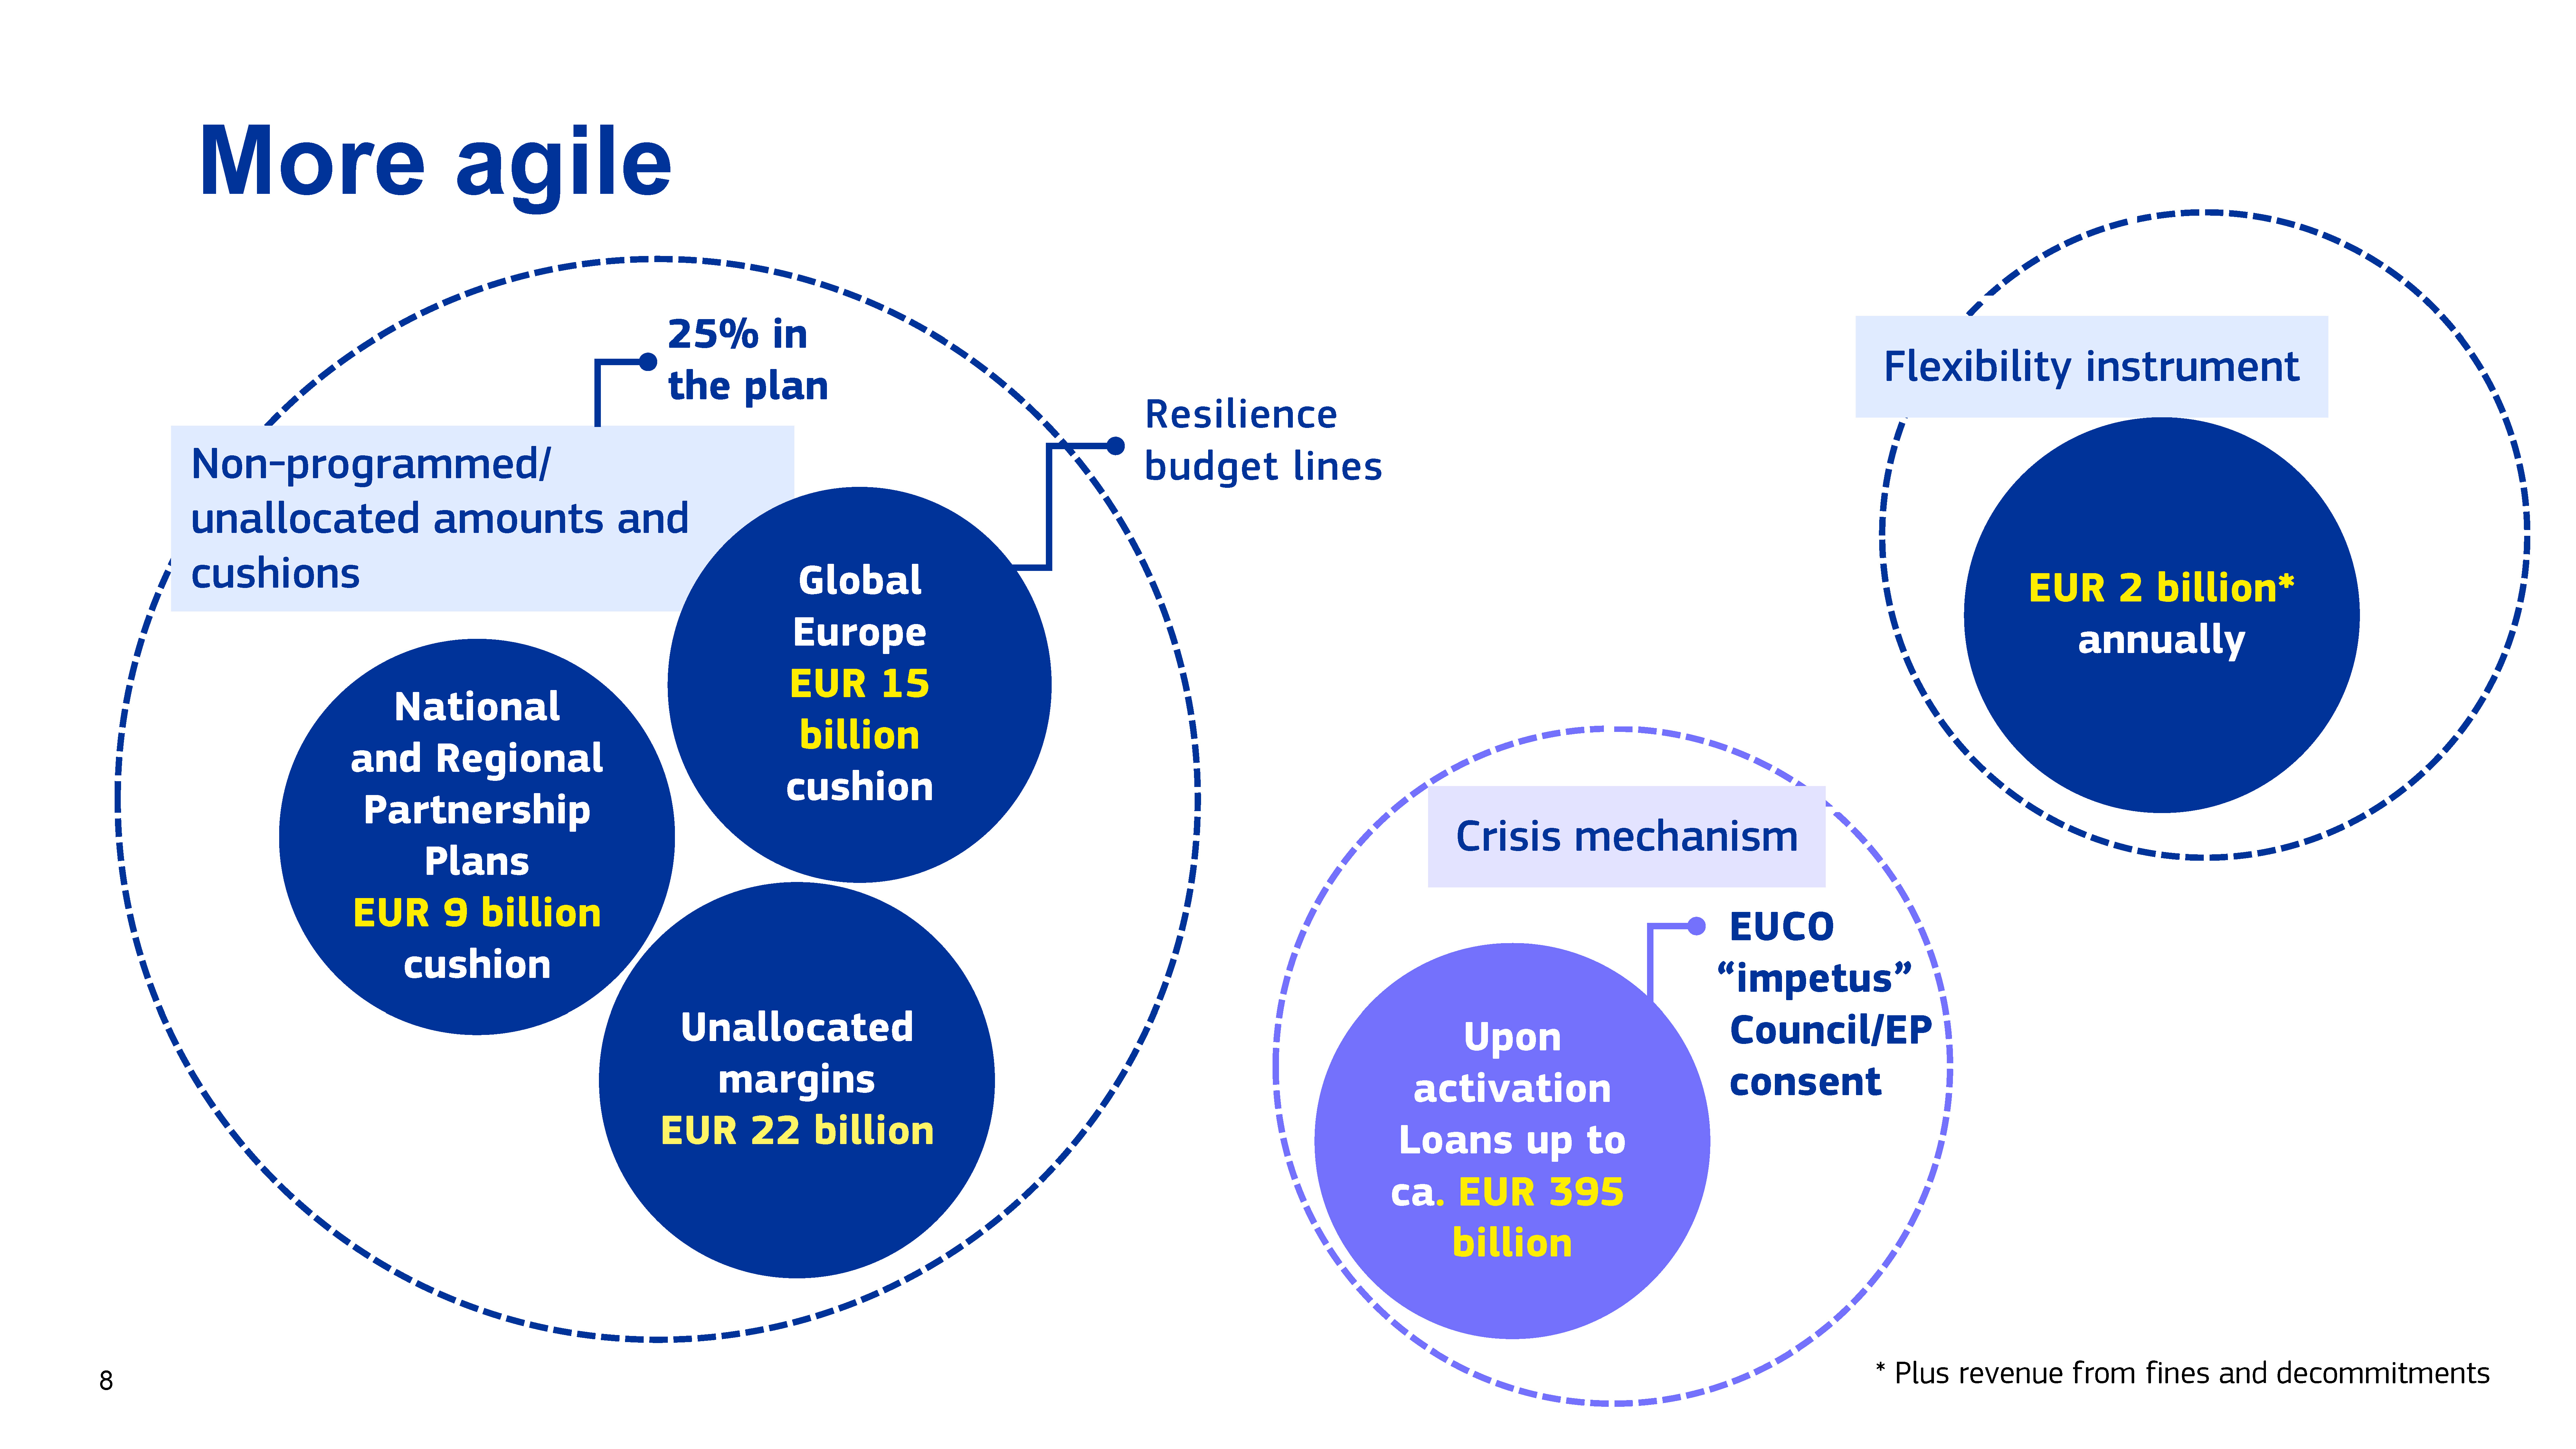 More agile
25% in
the plan
Non-programmed/
unallocated amounts and
cushions
Resilience
budget lines
Global
Europe
EUR 15
billion
cushion
National
and Regional
Partnership
Plans
EUR 9 billion
cushion
Unallocated
margins
EUR 22 billion
Flexibility instrument
EUR 2 billion*
annually
Crisis mechanism
EUCO
“impetus”
Council/EP
consent
Upon
activation
Loans up to
ca. EUR 395
billion
* Plus revenue from fines and decommitments
8